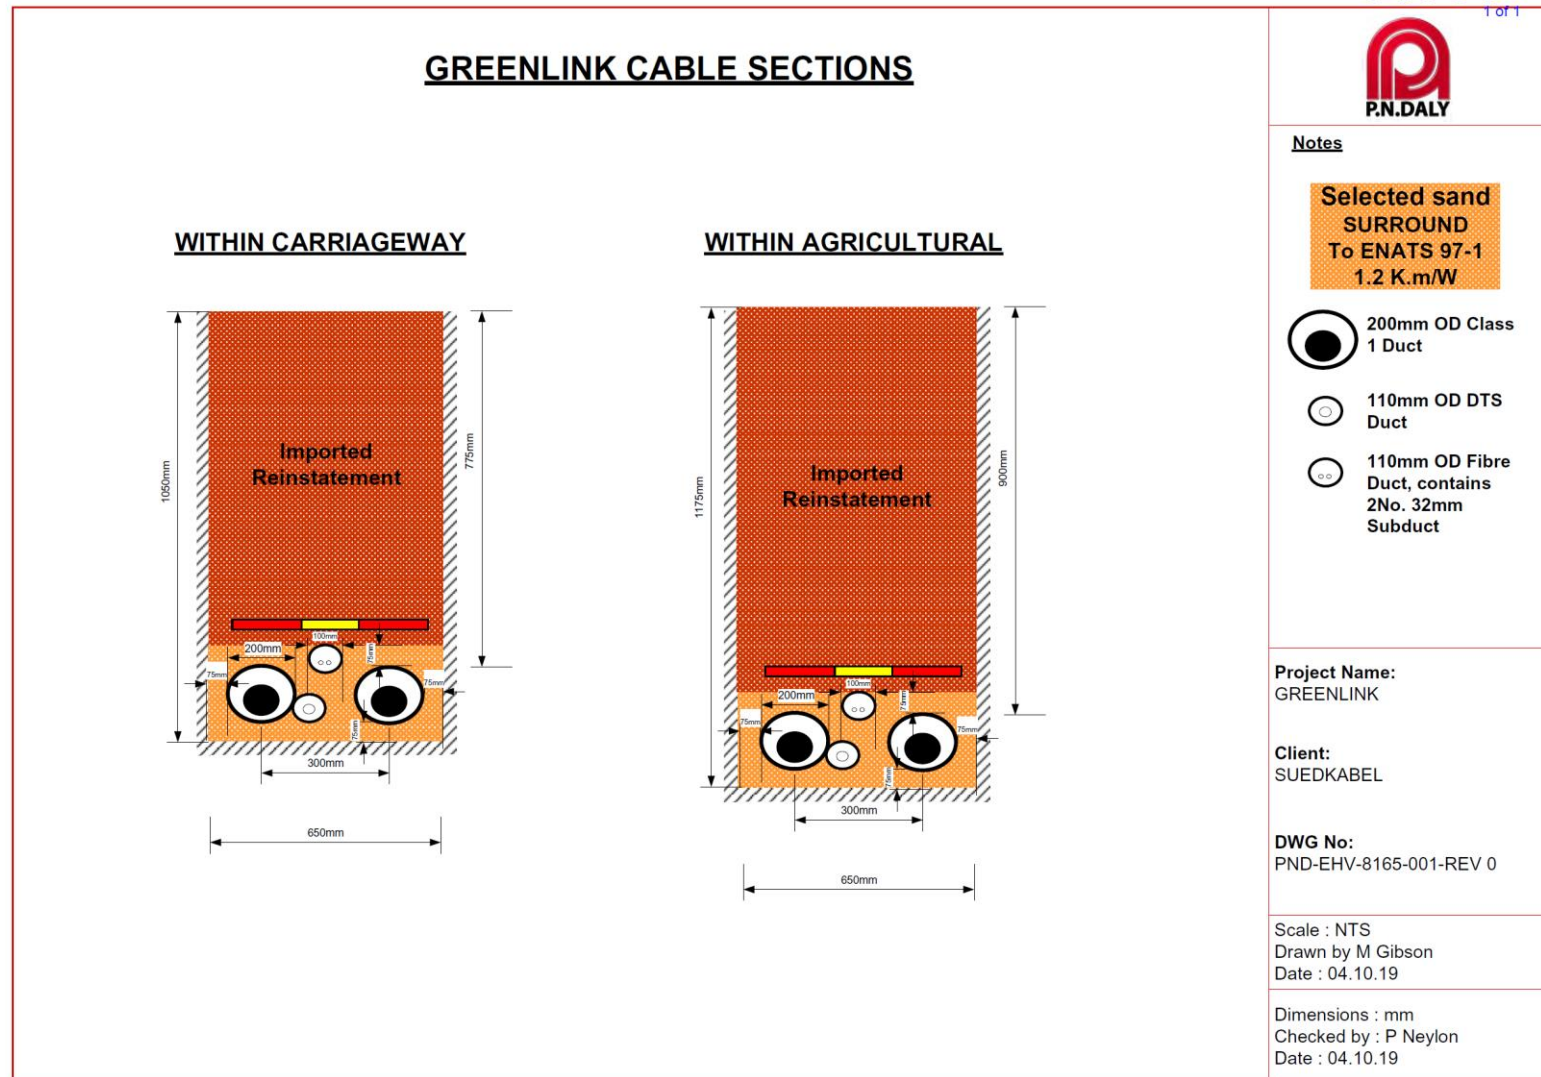 1 of 1
GREENLINK CABLE SECTIONS
P.N.DALY
Notes
Selected sand
SURROUND
To ENATS 97-1
1.2 K.m/W
200mm OD Class
1 Duct
110mm OD DTS
Duct
110mm OD Fibre
Duct, contains
2No. 32mm
Subduct
WITHIN CARRIAGEWAY
1050mm
775mm
Imported
Reinstatement
100mm
200mm
75mm
75mm
75mm
75mm
300mm
650mm
WITHIN AGRICULTURAL
1175mm
900mm
Imported
Reinstatement
100mm
200mm
75mm
75mm
75mm
75mm
300mm
650mm
Project Name:
GREENLINK
Client:
SUEDKABEL
DWG No:
PND-EHV-8165-001-REV 0
Scale : NTS
Drawn by M Gibson
Date : 04.10.19
Dimensions : mm
Checked by : P Neylon
Date : 04.10.19